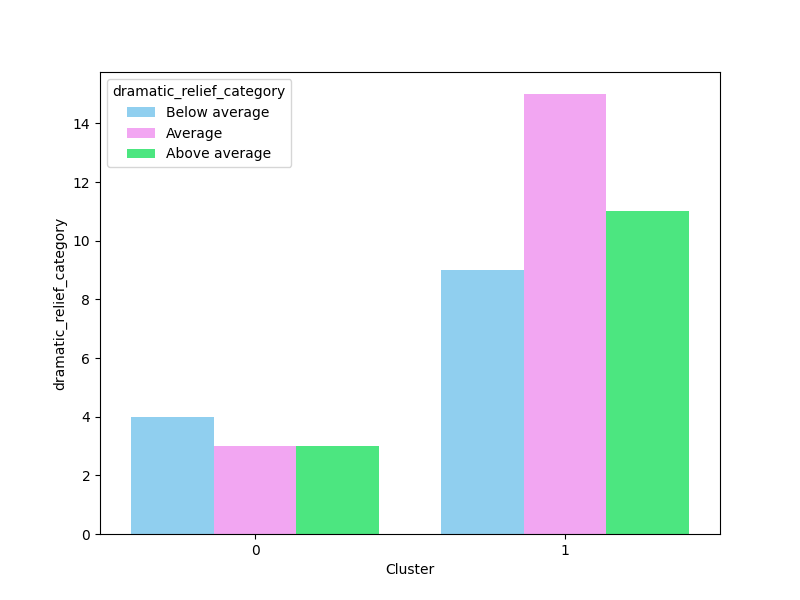 dramatic_relief_category
Below average
Average
Above average
dramatic_relief_category
14
12
10
8
6
4
2
0
0
1
Cluster